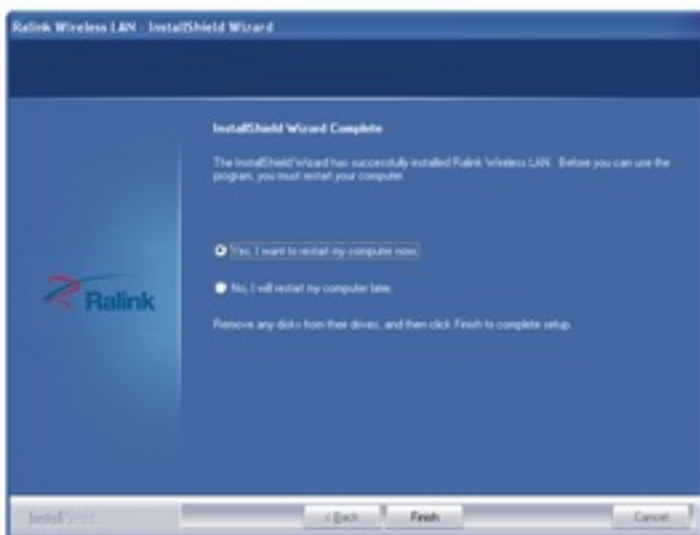 Ralink Wireless LAN - InstallShield Wizard
InstallShield Wizard Complete
The InstallShield Wizard has successfully installed Ralink Wireless LAN. Before you can use the
program, you must restart your computer.
Yes, I want to restart my computer now.
No, I will restart my computer later.
Ralink
Remove any disks from their drives, and then click Finish to complete setup.
InstallShield
< Back
Finish
Cancel